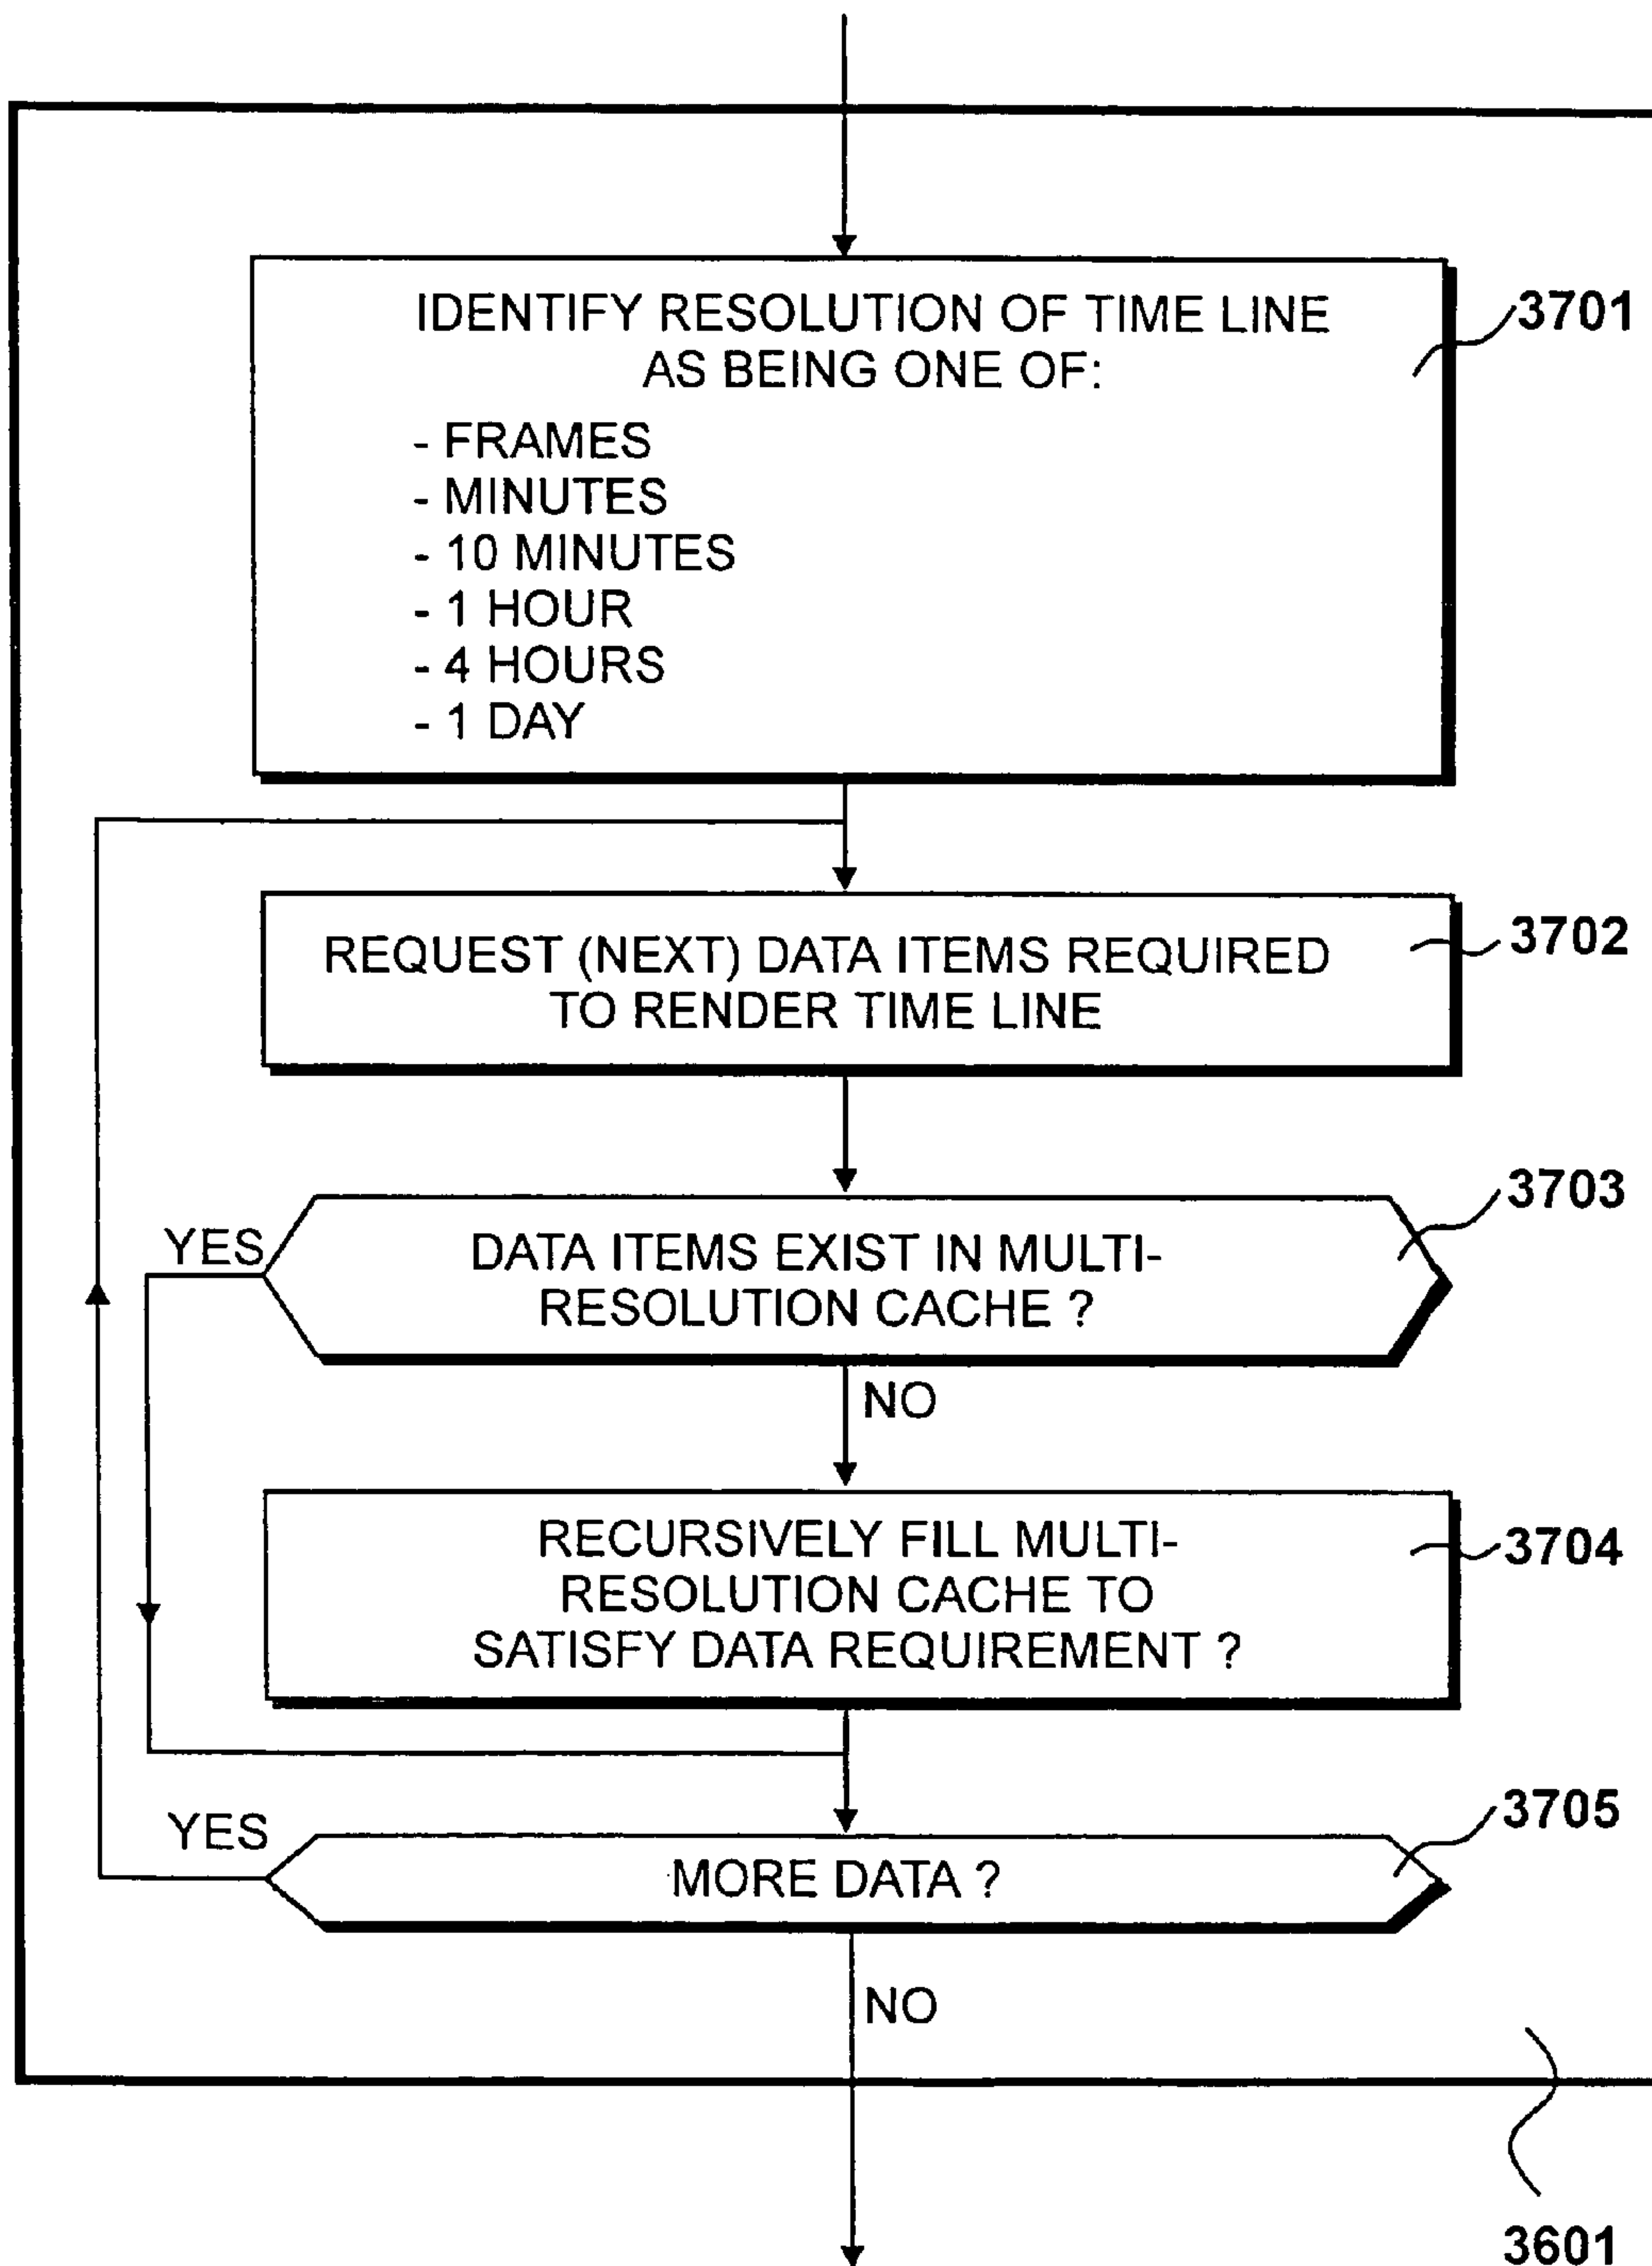 IDENTIFY RESOLUTION OF TIME LINE
AS BEING ONE OF:
- FRAMES
- MINUTES
- 10 MINUTES
- 1 HOUR
- 4 HOURS
- 1 DAY
3701
REQUEST (NEXT) DATA ITEMS REQUIRED
TO RENDER TIME LINE
3702
YES
DATA ITEMS EXIST IN MULTI-
RESOLUTION CACHE ?
3703
NO
RECURSIVELY FILL MULTI-
RESOLUTION CACHE TO
SATISFY DATA REQUIREMENT ?
3704
YES
MORE DATA ?
3705
NO
3601